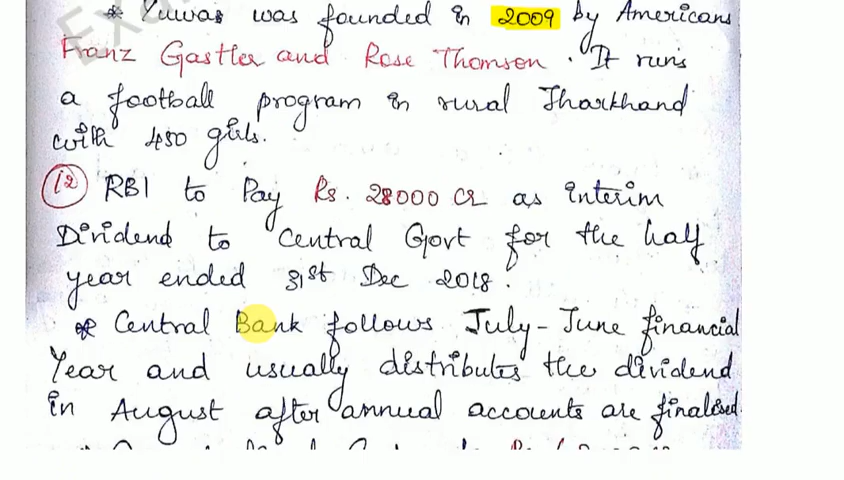 * Yuwa was founded in 2009 by Americans
Franz Gastler and Rose Thomson. It runs
a football program in rural Jharkhand
with 450 girls.
12 RBI to Pay Rs. 28000 CR as interim
Dividend to Central Govt for the half
year ended 31st Dec 2018.
* Central Bank follows July-June financial
Year and usually distributes the dividend
in August after annual accounts are finalised.